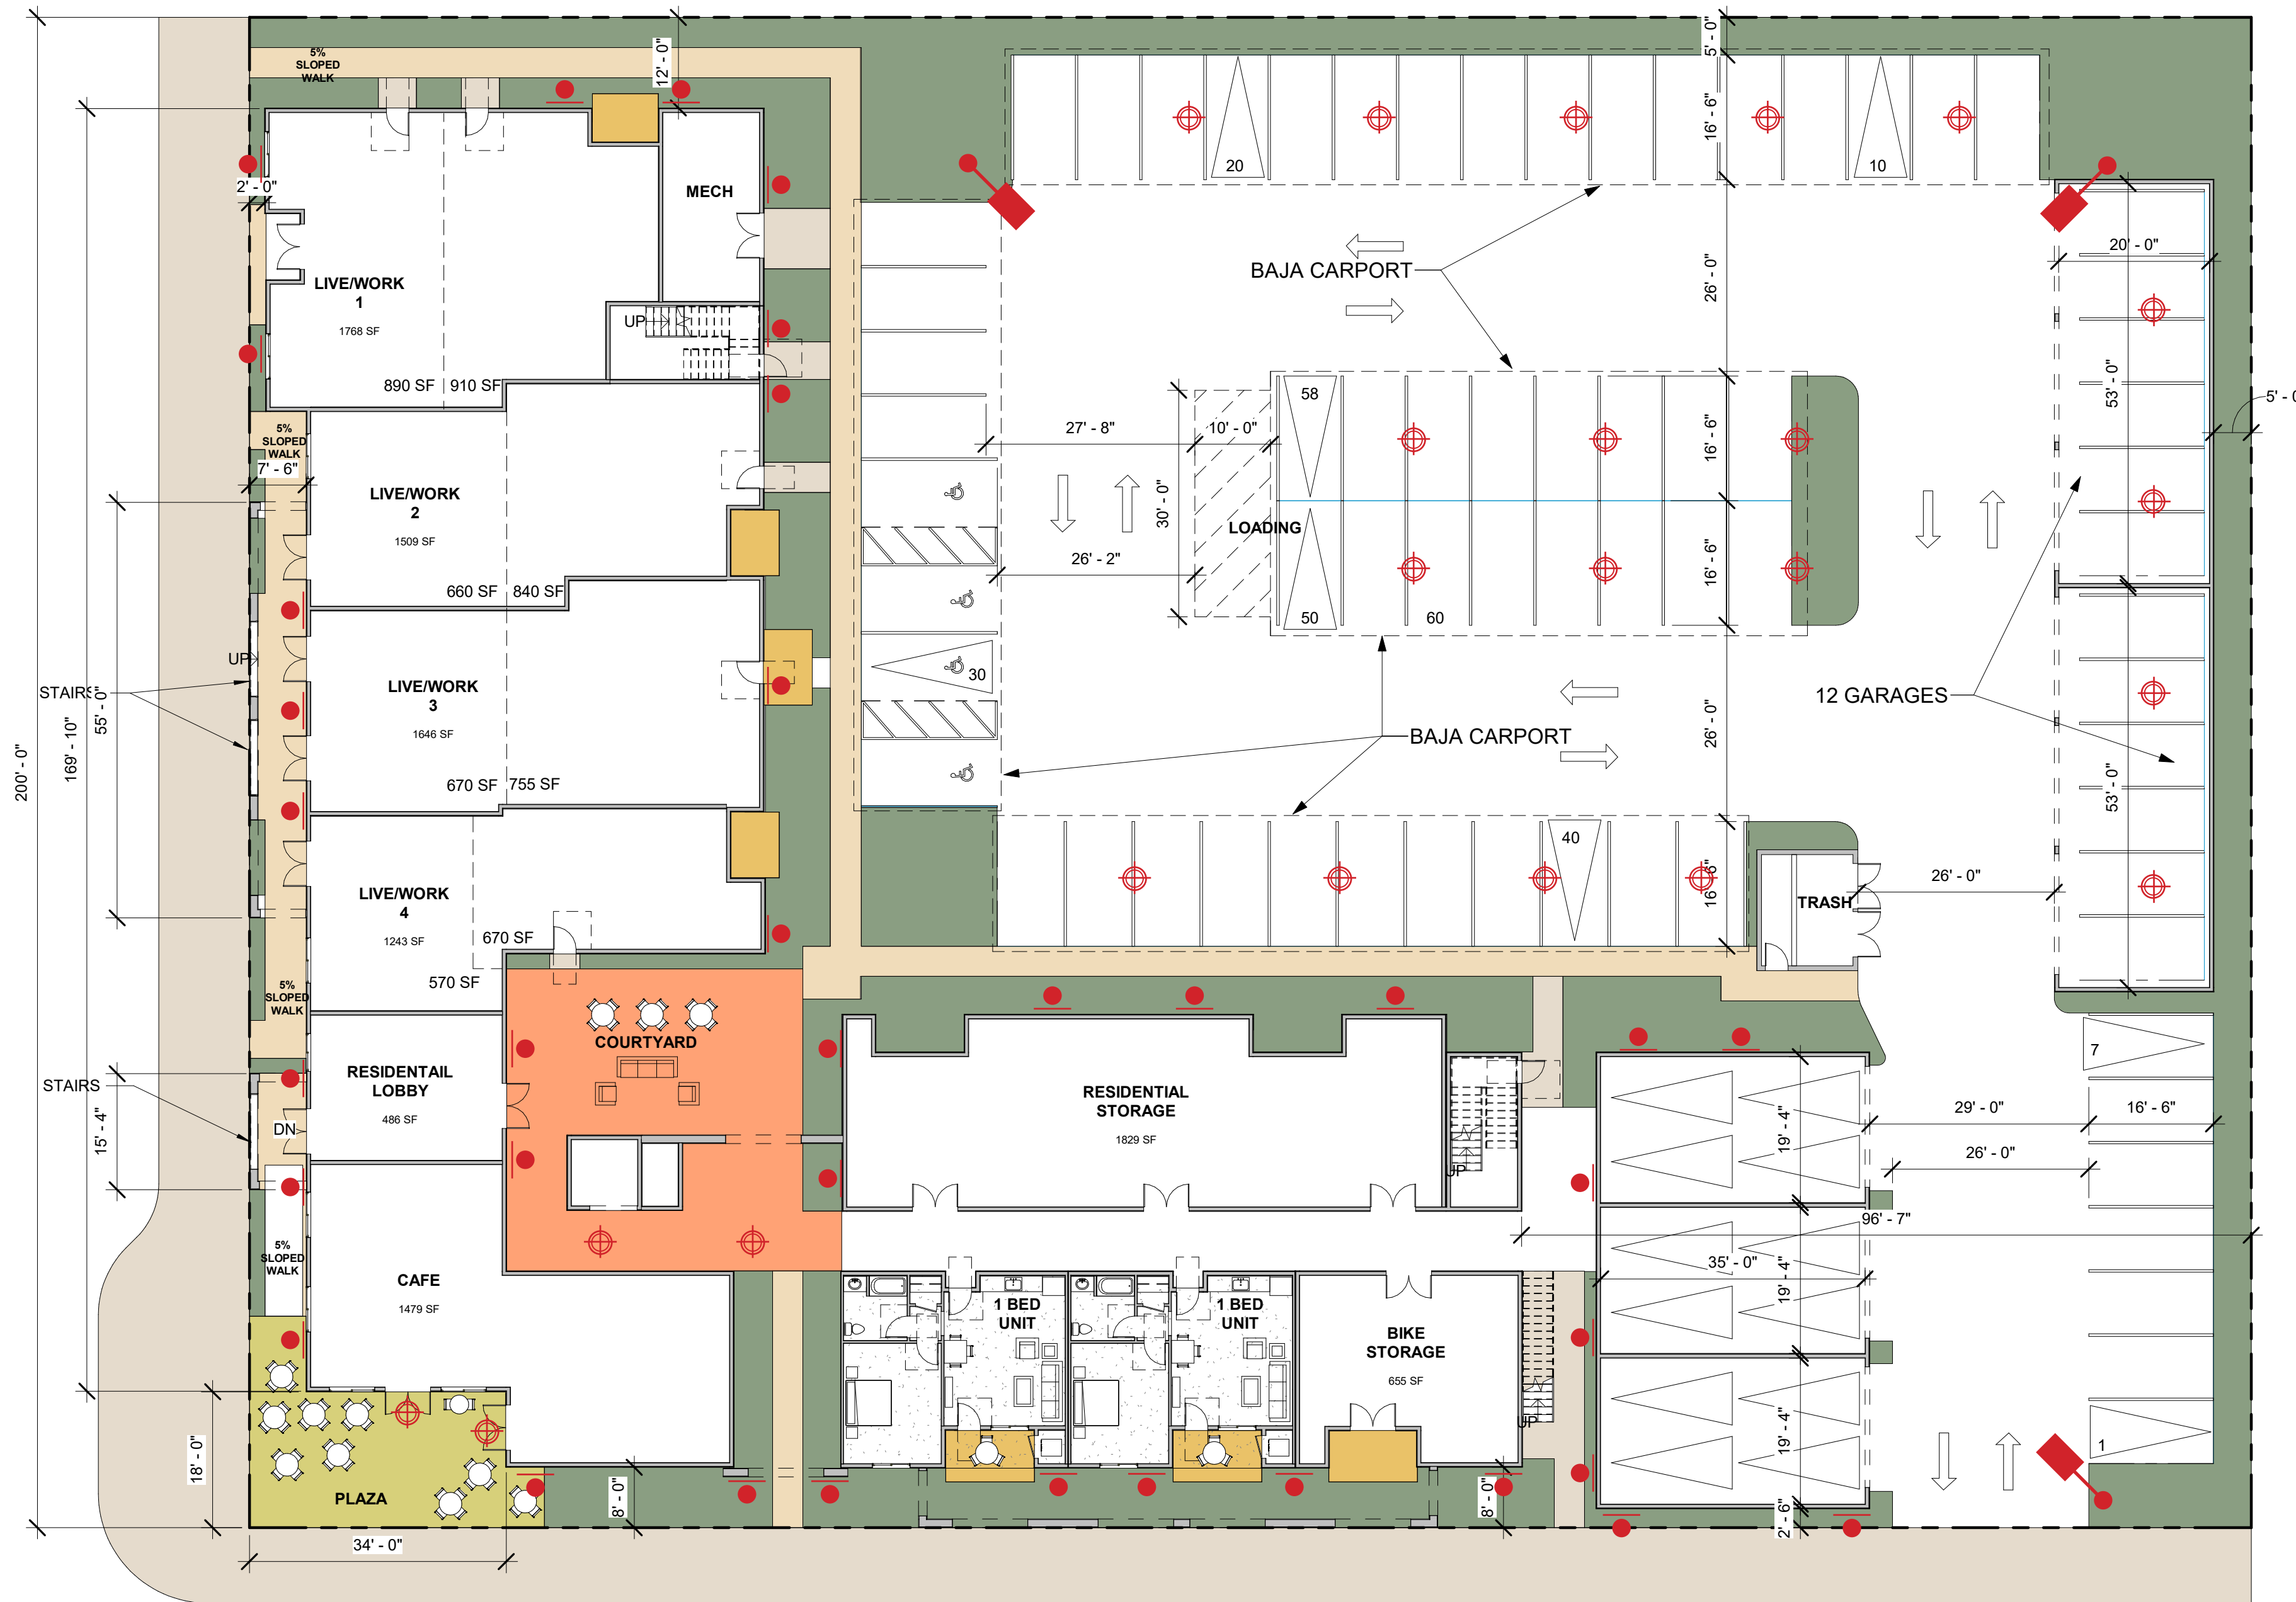 5%
SLOPED
WALK
12' - 0"
5' - 0"
16' - 6"
20
10
MECH
2' - 0"
LIVE/WORK
1
1768 SF
UP
890 SF
910 SF
BAJA CARPORT
26' - 0"
20' - 0"
53' - 0"
5' - 0
5%
SLOPED
WALK
7' - 6"
LIVE/WORK
2
1509 SF
660 SF
840 SF
27' - 8"
10' - 0"
58
16' - 6"
30' - 0"
LOADING
26' - 2"
16' - 6"
50
60
UP
STAIRS
LIVE/WORK
3
1646 SF
670 SF
755 SF
30
12 GARAGES
BAJA CARPORT
26' - 0"
53' - 0"
200' - 0"
169' - 10"
55' - 0"
40
16' - 6"
TRASH
26' - 0"
LIVE/WORK
4
1243 SF
670 SF
570 SF
5%
SLOPED
WALK
COURTYARD
RESIDENTAIL
LOBBY
486 SF
STAIRS
DN
15' - 4"
RESIDENTIAL
STORAGE
1829 SF
UP
19' - 4"
7
29' - 0"
16' - 6"
26' - 0"
96' - 7"
35' - 0"
19' - 4"
5%
SLOPED
WALK
CAFE
1479 SF
1 BED
UNIT
1 BED
UNIT
BIKE
STORAGE
655 SF
UP
19' - 4"
1
18' - 0"
PLAZA
8' - 0"
8' - 0"
2' - 6"
34' - 0"